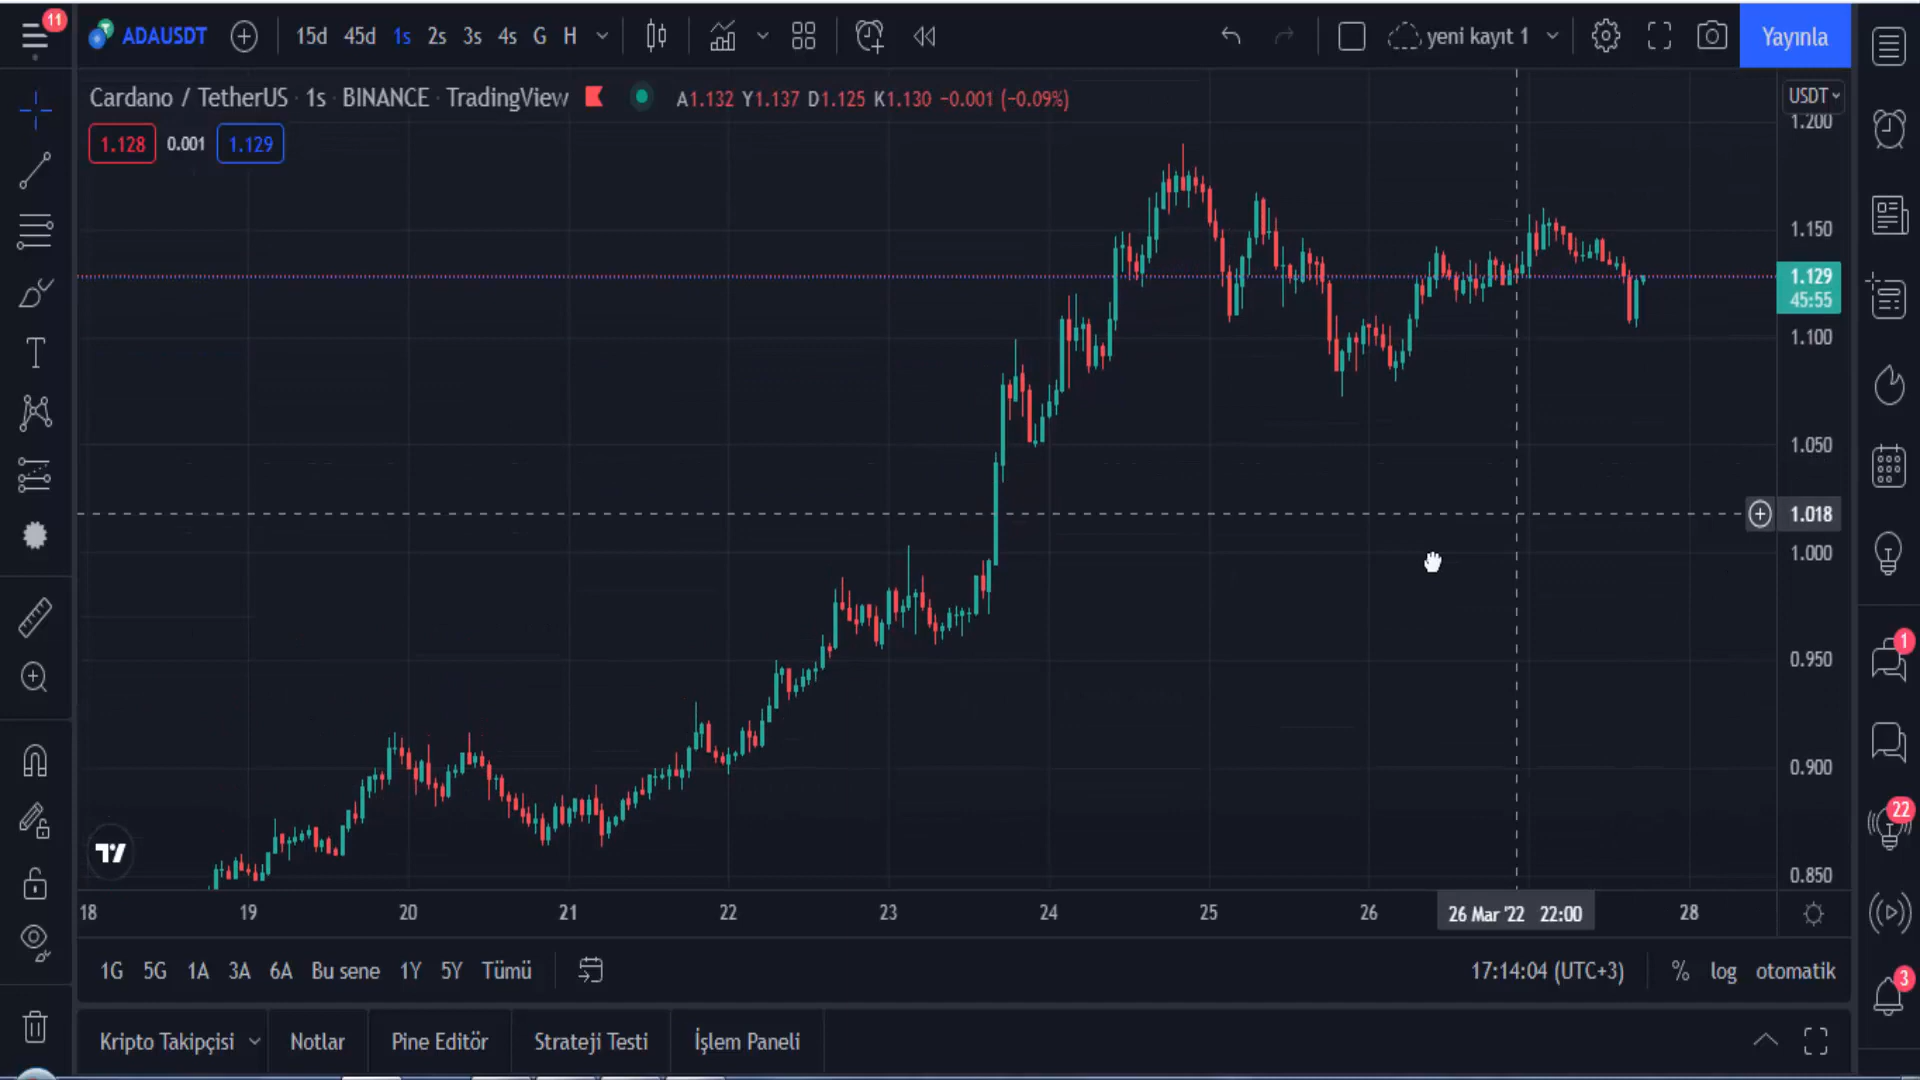 11
ADAUSDT 15d 45d 1s 2s 3s 4s G H yeni kayıt 1 Yayınla
Cardano / TetherUS · 1s · BINANCE · TradingView A1.132 Y1.137 D1.125 K1.130 −0.001 (−0.09%)
USDT
1.128 0.001 1.129
1.200
1.150
1.129
45:55
1.100
1.050
1.018
1.000
0.950
0.900
0.850
18 19 20 21 22 23 24 25 26 26 Mar '22 22:00 28
1G 5G 1A 3A 6A Bu sene 1Y 5Y Tümü 17:14:04 (UTC+3) % log otomatik
Kripto Takipçisi Notlar Pine Editör Strateji Testi İşlem Paneli
T
1
22
3